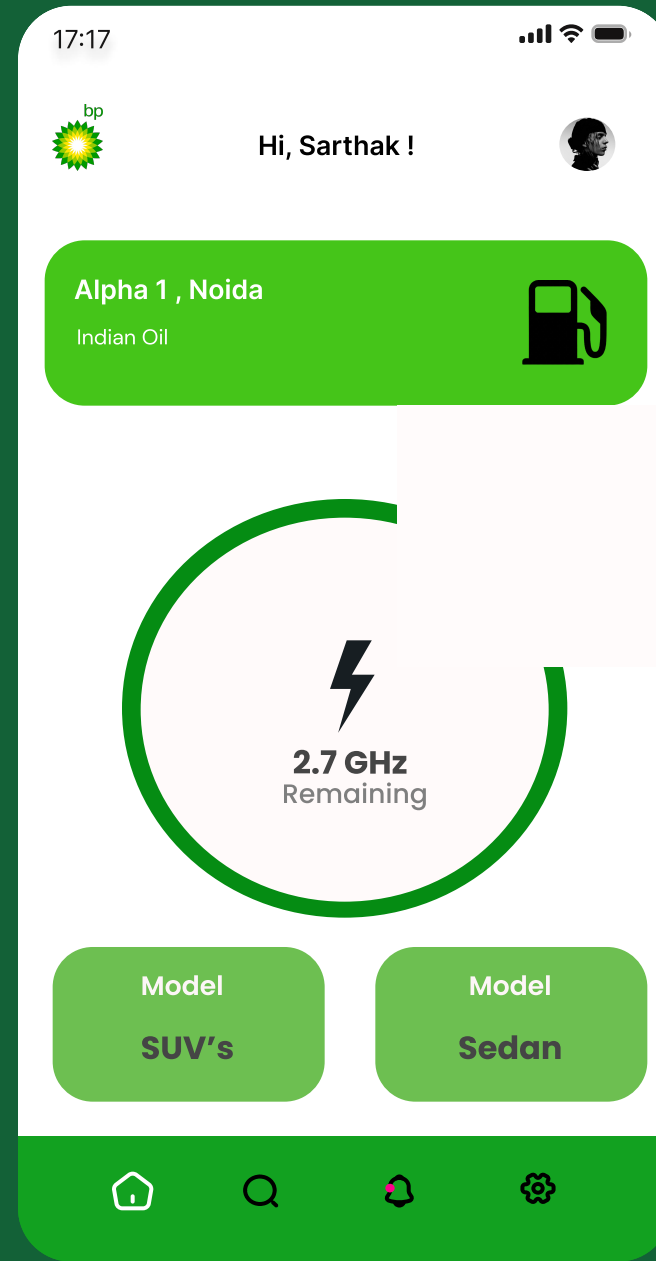 17:17
bp
Hi, Sarthak !
Alpha 1 , Noida
Indian Oil
2.7 GHz
Remaining
Model
SUV’s
Model
Sedan